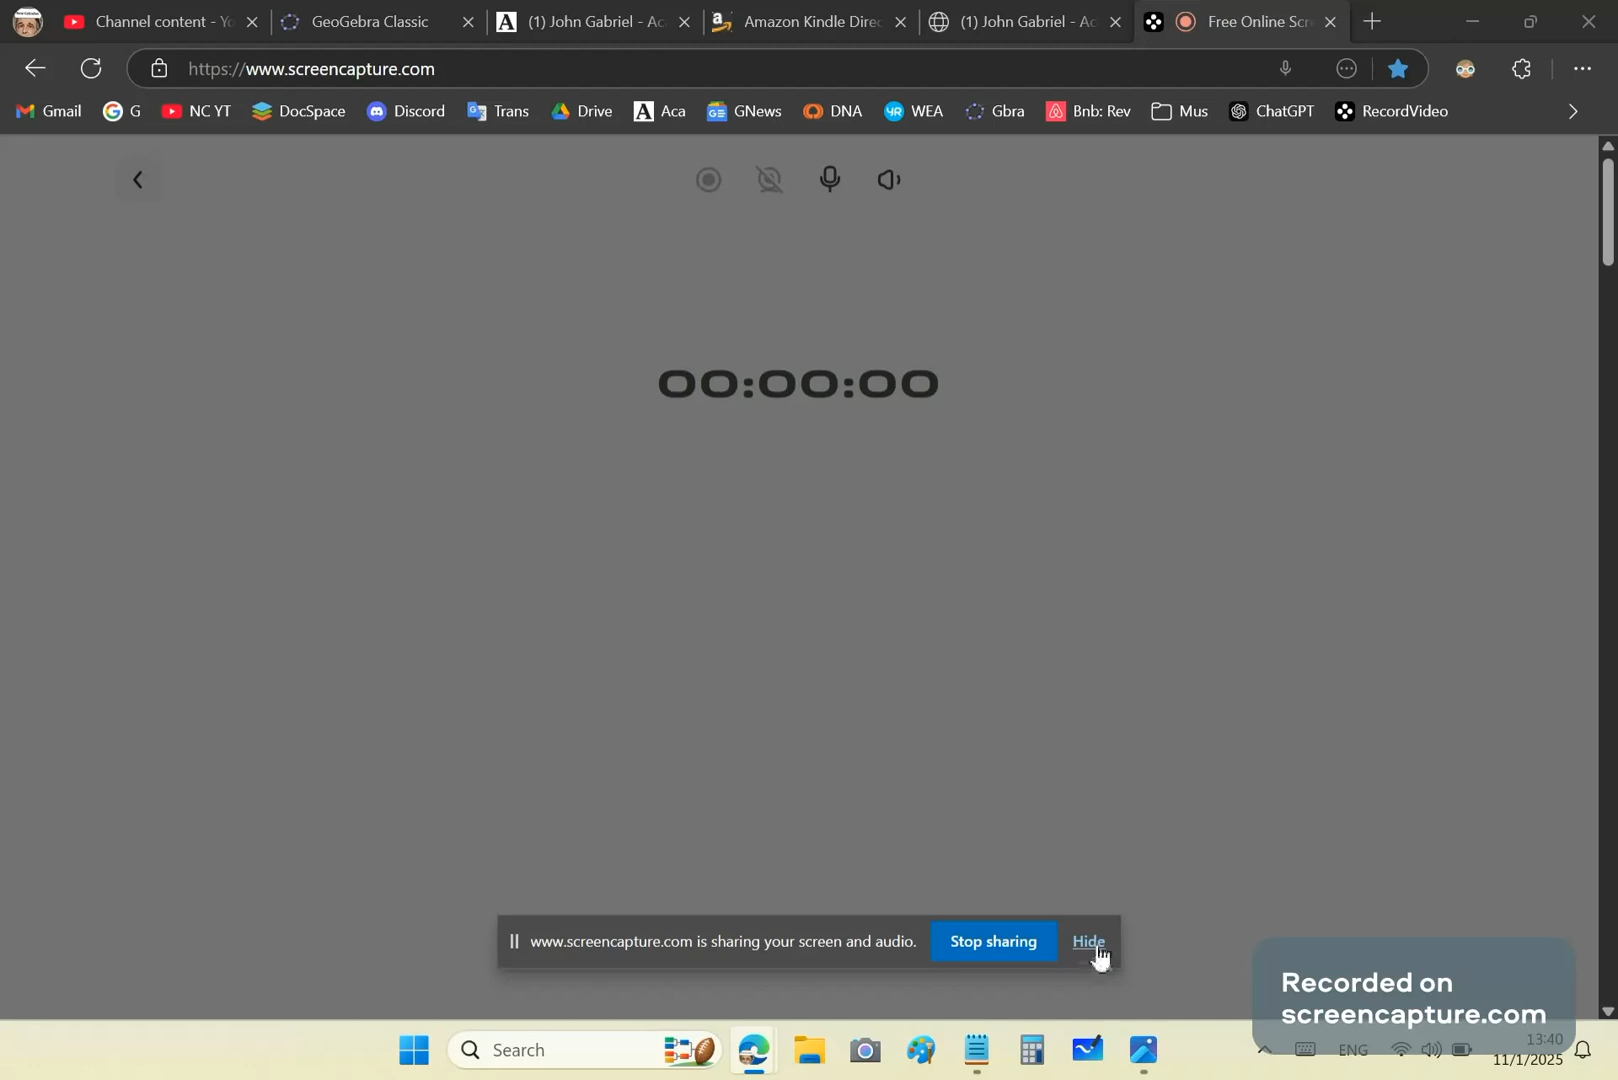 Channel content - Yo
GeoGebra Classic
(1) John Gabriel - Ac
Amazon Kindle Direc
(1) John Gabriel - Ac
Free Online Scr
https://www.screencapture.com
Gmail
G
NC YT
DocSpace
Discord
Trans
Drive
Aca
GNews
DNA
WEA
Gbra
Bnb: Rev
Mus
ChatGPT
RecordVideo
00:00:00
www.screencapture.com is sharing your screen and audio.
Stop sharing
Hide
Recorded on
screencapture.com
Search
ENG
13:40
11/1/2025